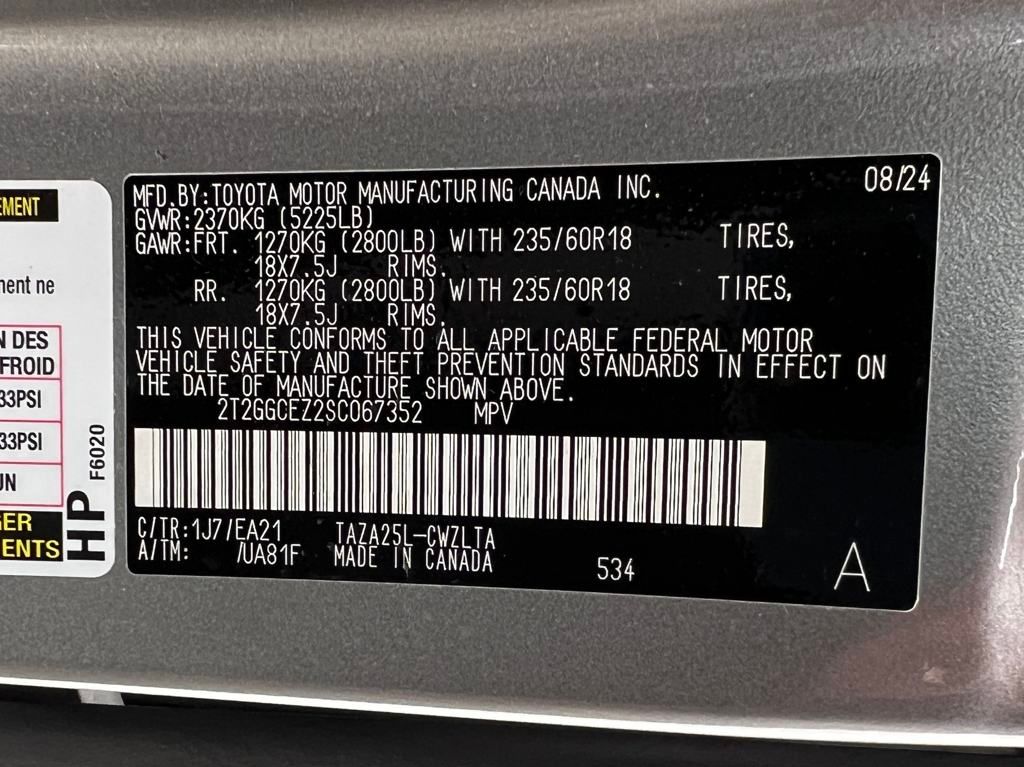 EMENT
ment ne
N DES
FROID
33PSI
33PSI
UN
GER
MENTS
HP
F6020
MFD.BY:TOYOTA MOTOR MANUFACTURING CANADA INC. 08/24
GVWR:2370KG (5225LB)
GAWR:FRT. 1270KG (2800LB) WITH 235/60R18 TIRES,
18X7.5J RIMS.
RR. 1270KG (2800LB) WITH 235/60R18 TIRES,
18X7.5J RIMS.
THIS VEHICLE CONFORMS TO ALL APPLICABLE FEDERAL MOTOR
VEHICLE SAFETY AND THEFT PREVENTION STANDARDS IN EFFECT ON
THE DATE OF MANUFACTURE SHOWN ABOVE.
2T2GGCEZ2SC067352 MPV
C/TR:1J7/EA21 TAZA25L-CWZLTA
A/TM: /UA81F MADE IN CANADA 534 A